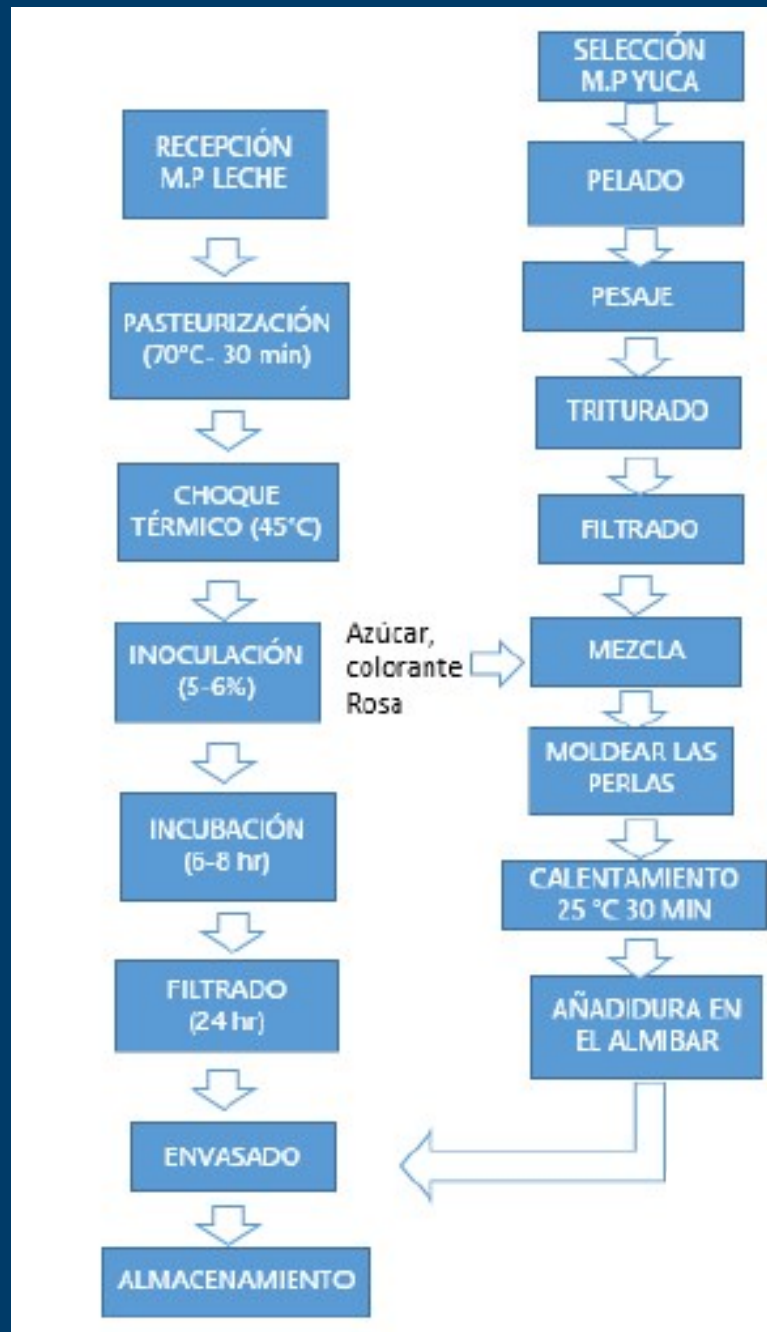 RECEPCIÓN
M.P LECHE
PASTEURIZACIÓN
(70°C- 30 min)
CHOQUE
TÉRMICO (45°C)
INOCULACIÓN
(5-6%)
INCUBACIÓN
(6-8 hr)
FILTRADO
(24 hr)
ENVASADO
ALMACENAMIENTO
SELECCIÓN
M.P YUCA
PELADO
PESAJE
TRITURADO
FILTRADO
Azúcar,
colorante
Rosa
MEZCLA
MOLDEAR LAS
PERLAS
CALENTAMIENTO
25 °C 30 MIN
AÑADIDURA EN
EL ALMIBAR